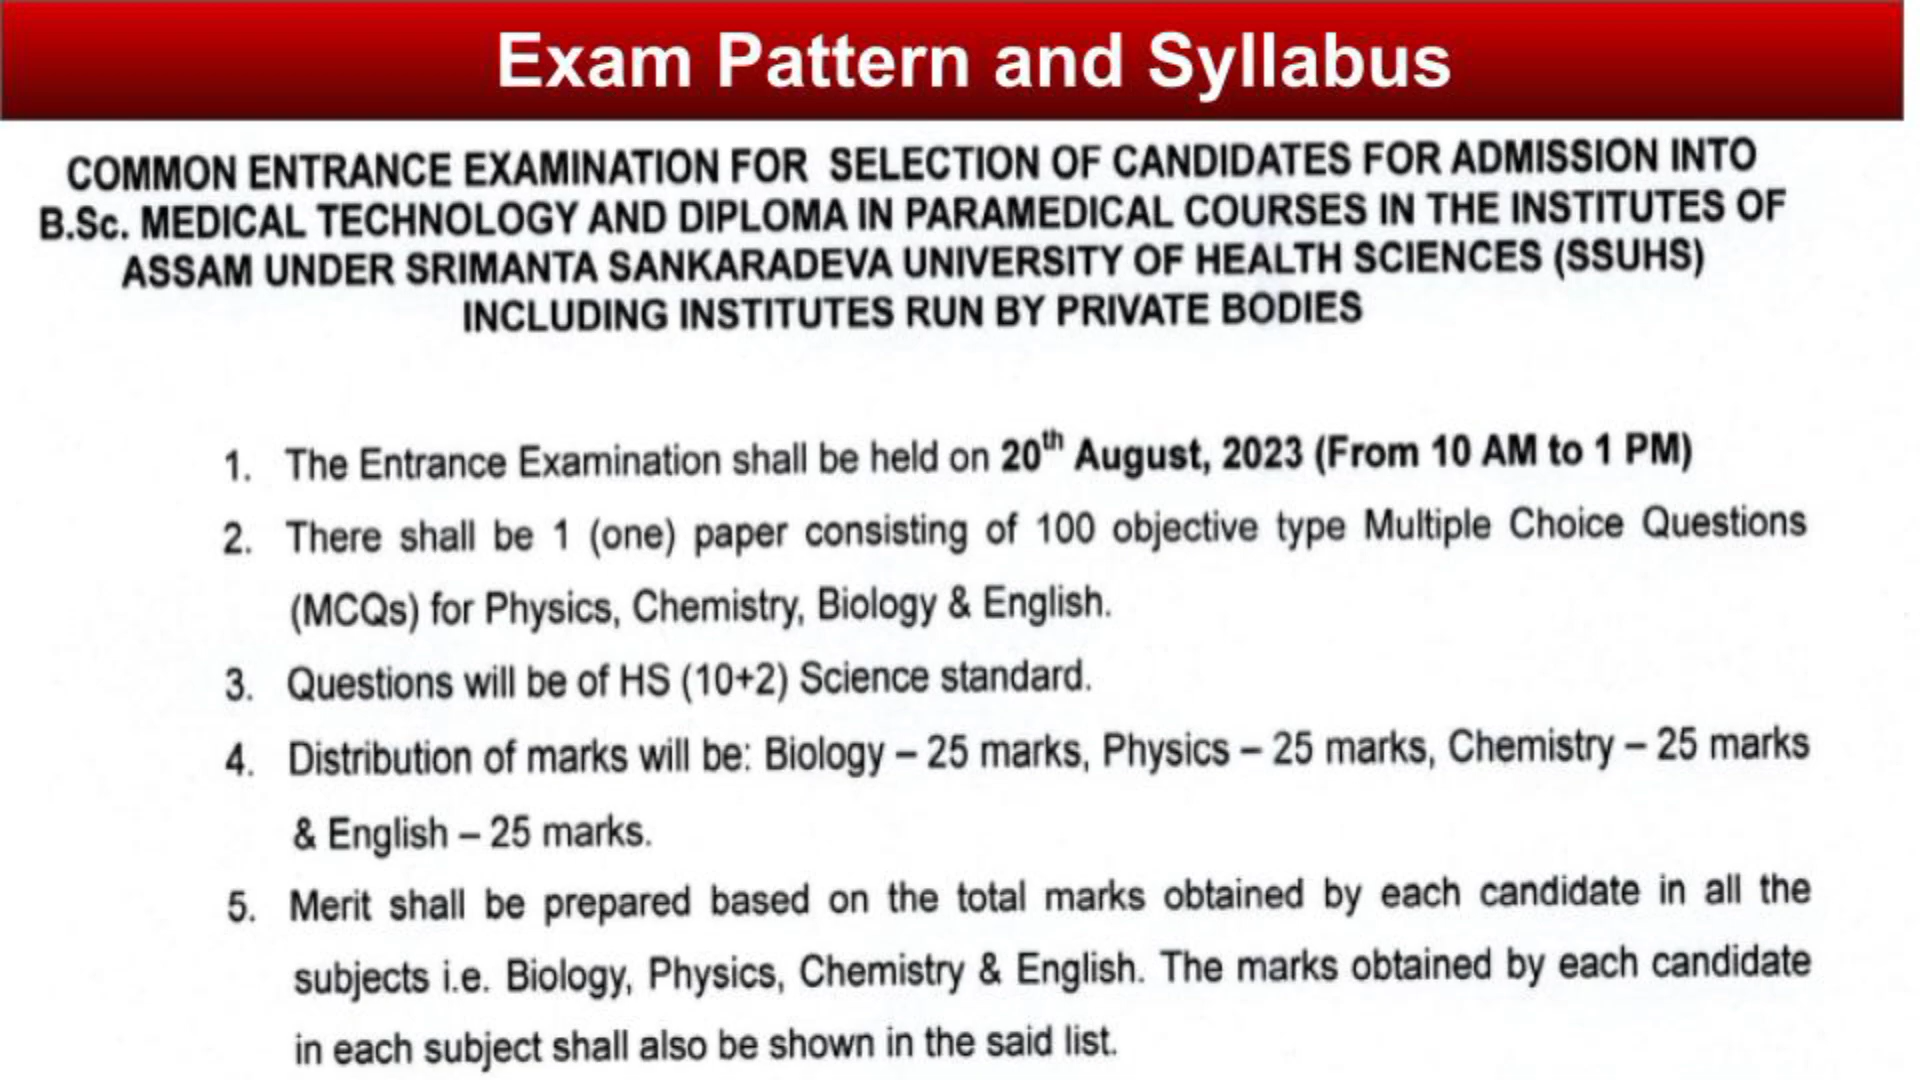 Exam Pattern and Syllabus
COMMON ENTRANCE EXAMINATION FOR SELECTION OF CANDIDATES FOR ADMISSION INTO
B.Sc. MEDICAL TECHNOLOGY AND DIPLOMA IN PARAMEDICAL COURSES IN THE INSTITUTES OF
ASSAM UNDER SRIMANTA SANKARADEVA UNIVERSITY OF HEALTH SCIENCES (SSUHS)
INCLUDING INSTITUTES RUN BY PRIVATE BODIES
1. The Entrance Examination shall be held on 20th August, 2023 (From 10 AM to 1 PM)
2. There shall be 1 (one) paper consisting of 100 objective type Multiple Choice Questions
(MCQs) for Physics, Chemistry, Biology & English.
3. Questions will be of HS (10+2) Science standard.
4. Distribution of marks will be: Biology – 25 marks, Physics – 25 marks, Chemistry – 25 marks
& English – 25 marks.
5. Merit shall be prepared based on the total marks obtained by each candidate in all the
subjects i.e. Biology, Physics, Chemistry & English. The marks obtained by each candidate
in each subject shall also be shown in the said list.